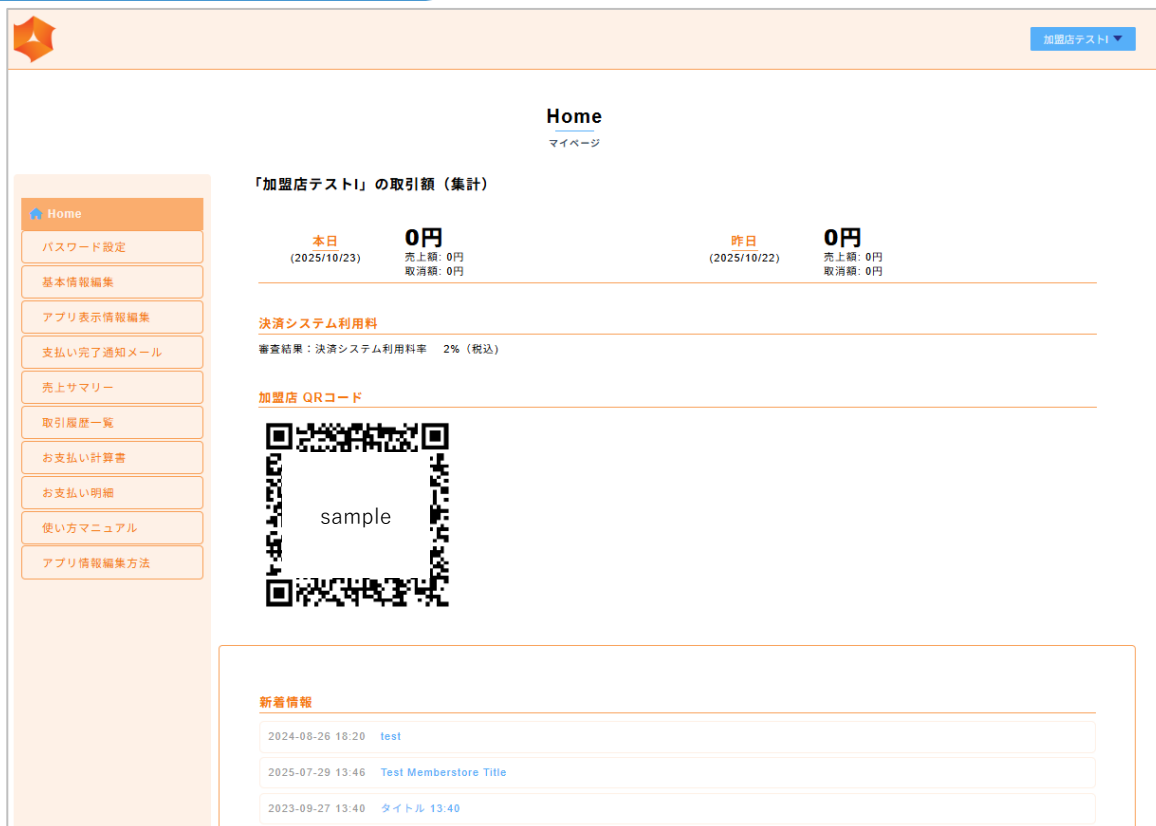 加盟店テストI ▼
Home
マイページ
Home
パスワード設定
基本情報編集
アプリ表示情報編集
支払い完了通知メール
売上サマリー
取引履歴一覧
お支払い計算書
お支払い明細
使い方マニュアル
アプリ情報編集方法
「加盟店テストI」の取引額（集計）
本日
(2025/10/23)
0円
売上額: 0円
取消額: 0円
昨日
(2025/10/22)
0円
売上額: 0円
取消額: 0円
決済システム利用料
審査結果：決済システム利用料率　2%（税込)
加盟店 QRコード
sample
新着情報
2024-08-26 18:20 test
2025-07-29 13:46 Test Memberstore Title
2023-09-27 13:40 タイトル 13:40